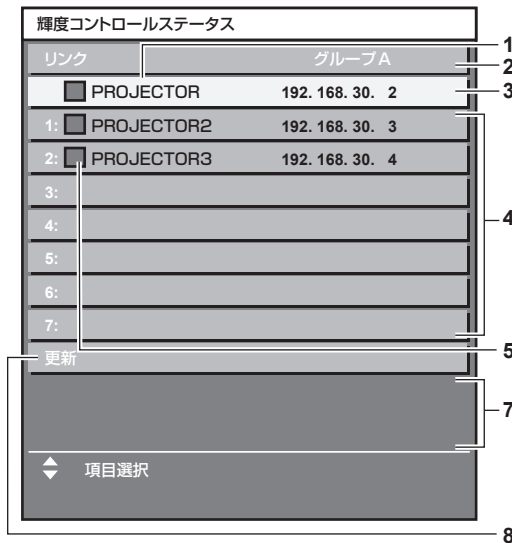 輝度コントロールステータス
リンク グループA
PROJECTOR 192. 168. 30. 2
1: PROJECTOR2 192. 168. 30. 3
2: PROJECTOR3 192. 168. 30. 4
3:
4:
5:
6:
7:
更新
項目選択
1
2
3
4
5
7
8